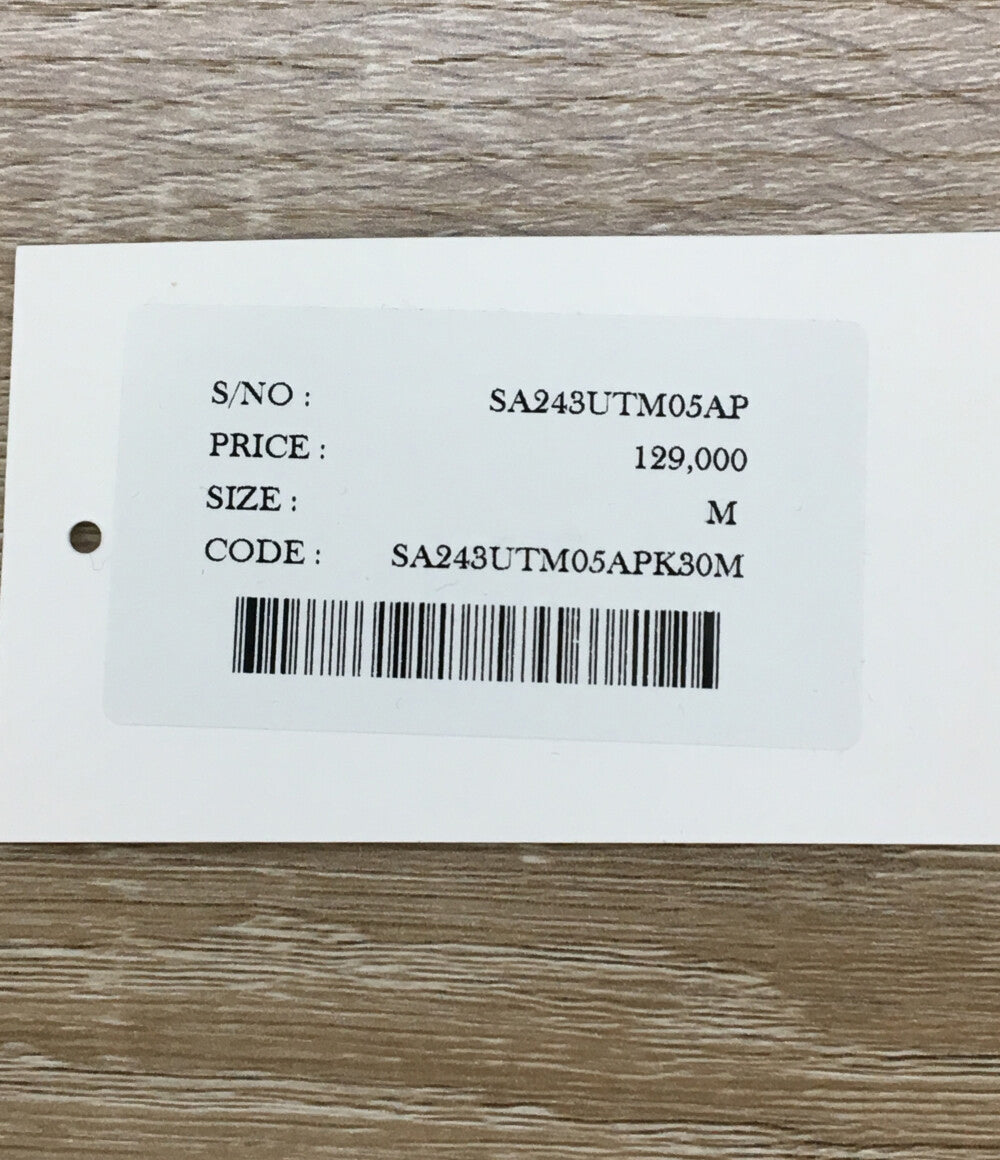 S/NO : SA243UTM05AP
PRICE : 129,000
SIZE : M
CODE : SA243UTM05APK30M